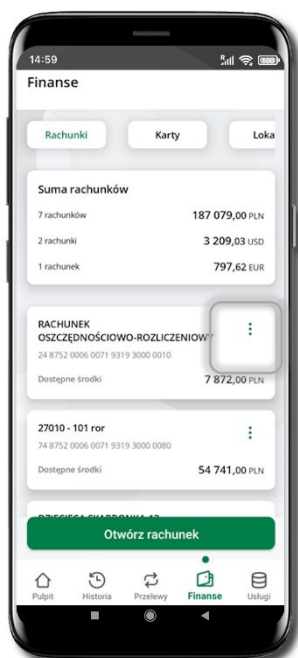 14:59
Finanse
Rachunki Karty Loka
Suma rachunków
7 rachunków 187 079,00 PLN
2 rachunki 3 209,03 USD
1 rachunek 797,62 EUR
RACHUNEK
OSZCZĘDNOŚCIOWO-ROZLICZENIOWY
24 8752 0006 0071 9319 3000 0010
Dostępne środki 7 872,00 PLN
27010 - 101 ror
74 8752 0006 0071 9319 3000 0080
Dostępne środki 54 741,00 PLN
Otwórz rachunek
Pulpit Historia Przelewy Finanse Usługi